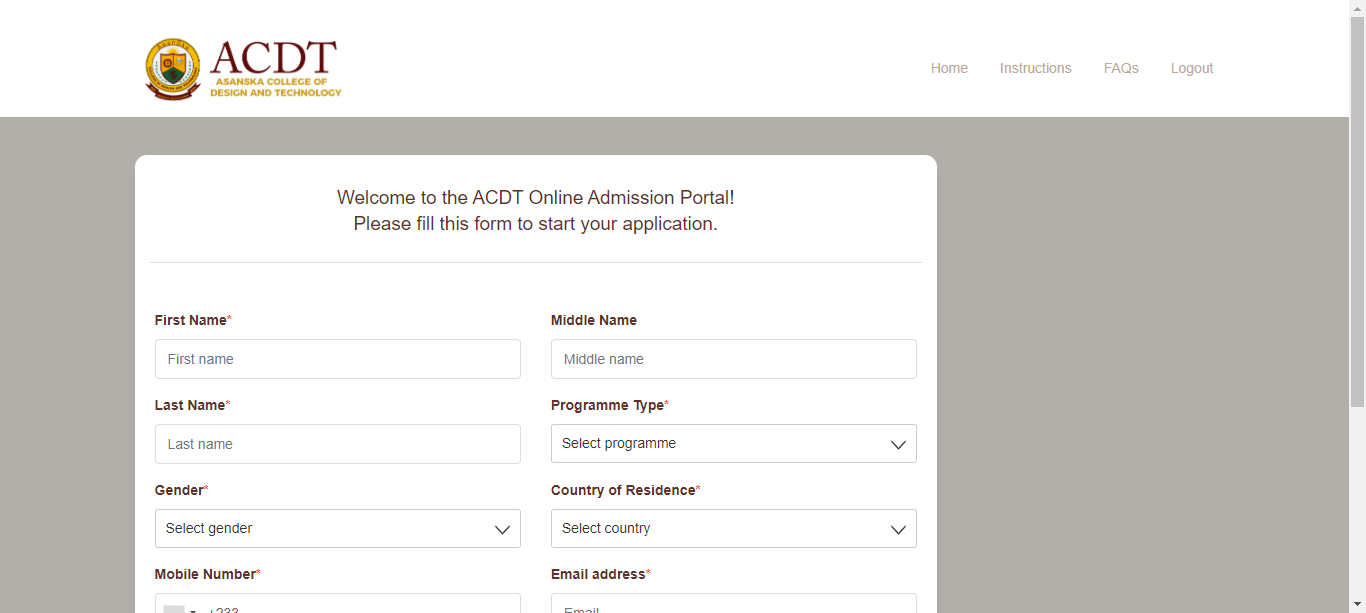 Asanska
ACDT
ASANSKA COLLEGE OF
DESIGN AND TECHNOLOGY
Home Instructions FAQs Logout
Welcome to the ACDT Online Admission Portal!
Please fill this form to start your application.
First Name* Middle Name
First name Middle name
Last Name* Programme Type*
Last name Select programme
Gender* Country of Residence*
Select gender Select country
Mobile Number* Email address*
+233 Email